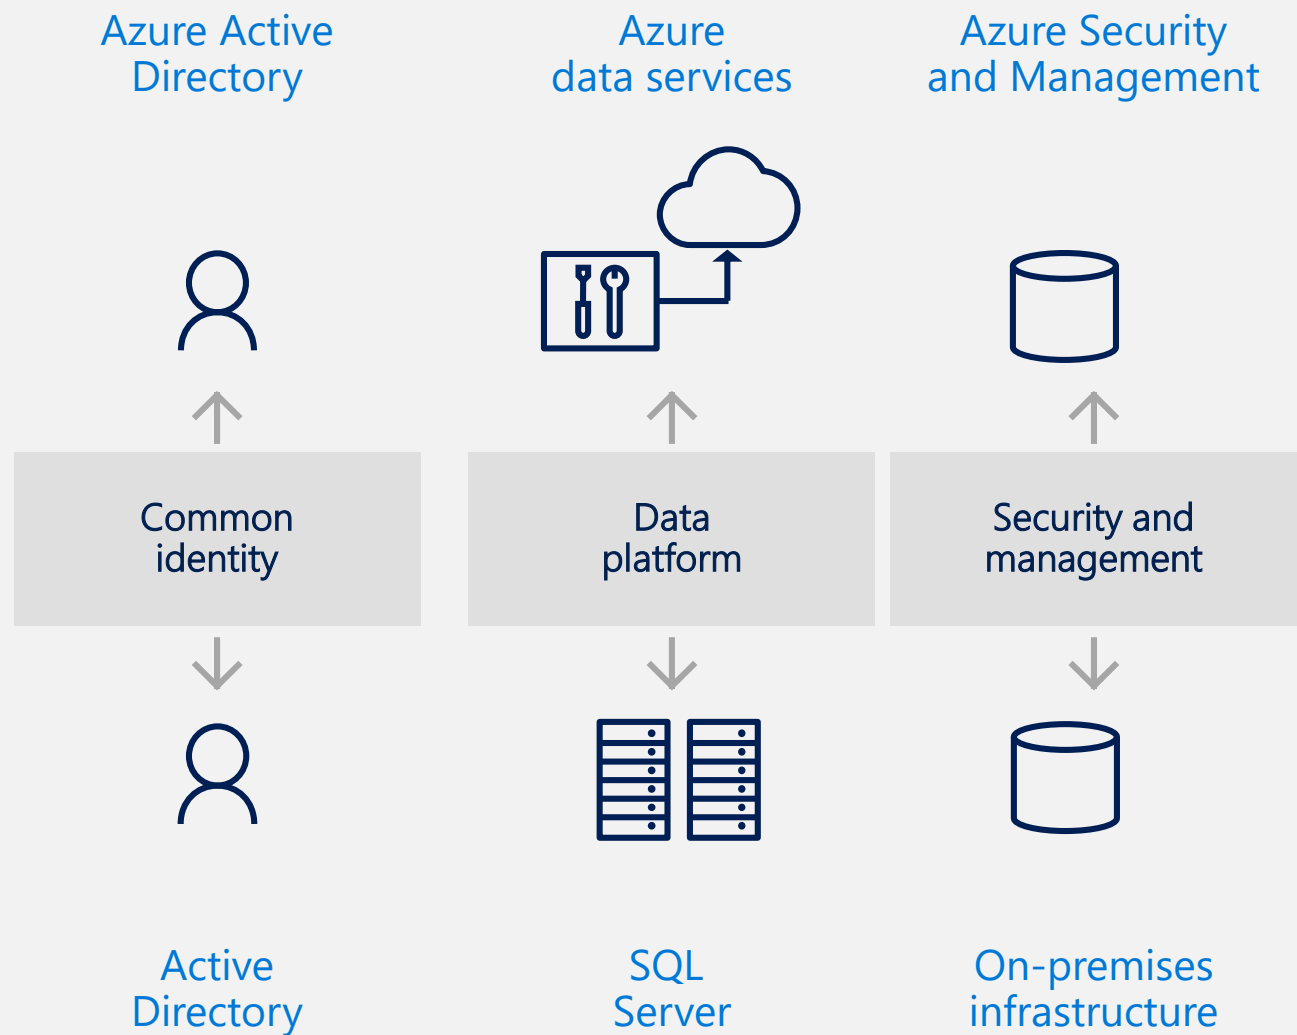 Azure Active
Directory
Azure
data services
Azure Security
and Management
Common
identity
Data
platform
Security and
management
Active
Directory
SQL
Server
On-premises
infrastructure